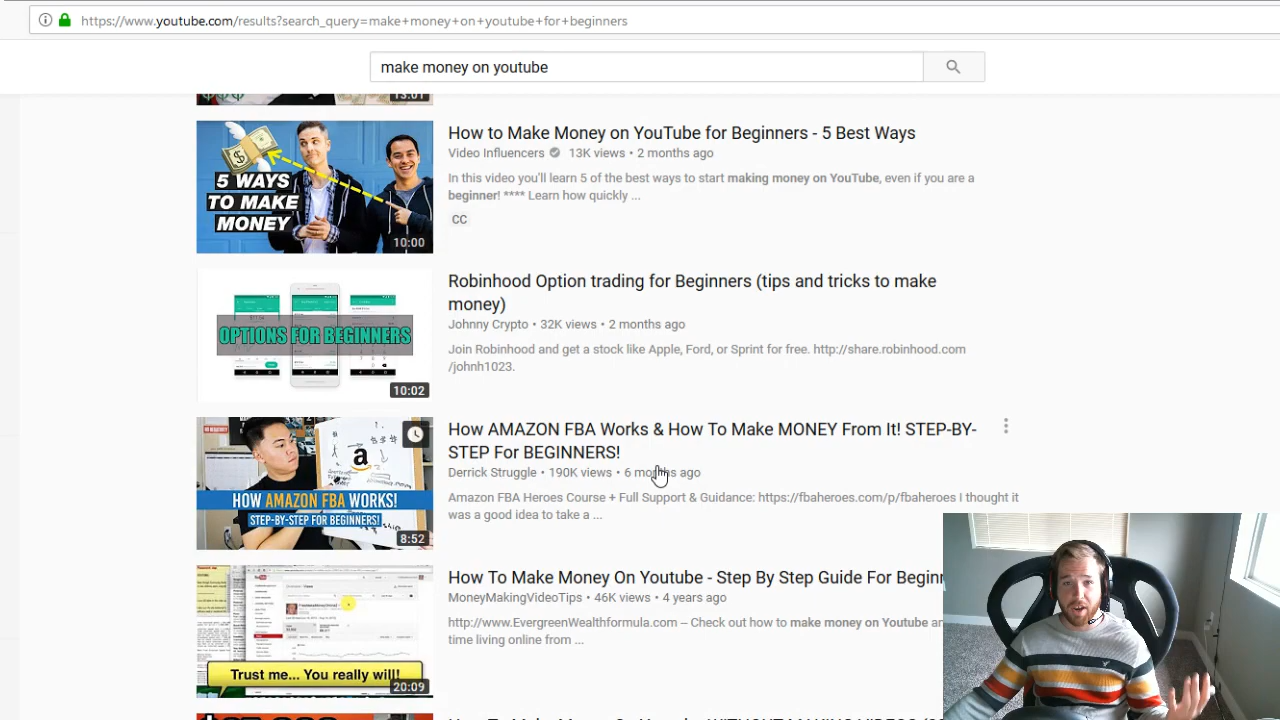 https://www.youtube.com/results?search_query=make+money+on+youtube+for+beginners
make money on youtube
13:01
How to Make Money on YouTube for Beginners - 5 Best Ways
Video Influencers 13K views • 2 months ago
In this video you'll learn 5 of the best ways to start making money on YouTube, even if you are a
beginner! **** Learn how quickly ...
CC
5 WAYS
TO MAKE
MONEY
10:00
Robinhood Option trading for Beginners (tips and tricks to make
money)
Johnny Crypto • 32K views • 2 months ago
Join Robinhood and get a stock like Apple, Ford, or Sprint for free. http://share.robinhood.com
/johnh1023.
OPTIONS FOR BEGINNERS
10:02
How AMAZON FBA Works & How To Make MONEY From It! STEP-BY-
STEP For BEGINNERS!
Derrick Struggle • 190K views • 6 months ago
Amazon FBA Heroes Course + Full Support & Guidance: https://fbaheroes.com/p/fbaheroes I thought it
was a good idea to take a ...
a
HOW AMAZON FBA WORKS!
STEP-BY-STEP FOR BEGINNERS!
8:52
How To Make Money On Youtube - Step By Step Guide For Beginn
MoneyMakingVideoTips • 46K views • 4 years ago
http://www.EvergreenWealthformula.com – Check out how to make money on Youtube and
time living online from ...
Trust me... You really will!
20:09